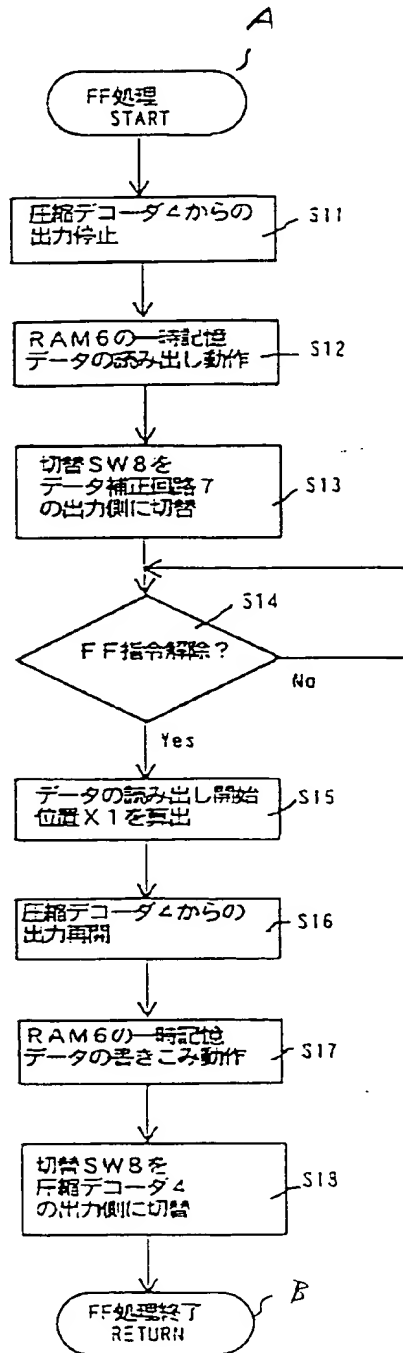 A
FF処理
START
圧縮デコーダ4からの
出力停止
S11
RAM6の一時記憶
データの読み出し動作
S12
切替SW8を
データ補正回路7
の出力側に切替
S13
S14
FF指令解除?
No
Yes
データの読み出し開始
位置X1を算出
S15
圧縮デコーダ4からの
出力再開
S16
RAM6の一時記憶
データの書きこみ動作
S17
切替SW8を
圧縮デコーダ4
の出力側に切替
S18
FF処理終了
RETURN
B